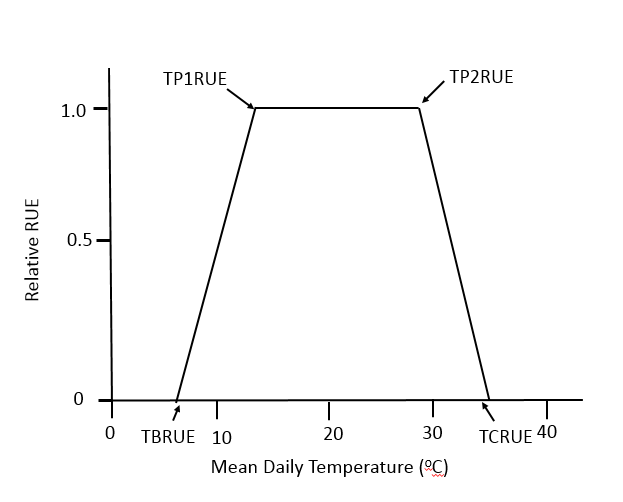 TP1RUE
TP2RUE
1.0
0.5
0
Relative RUE
0
TBRUE
10
20
30
TCRUE
40
Mean Daily Temperature (ºC)